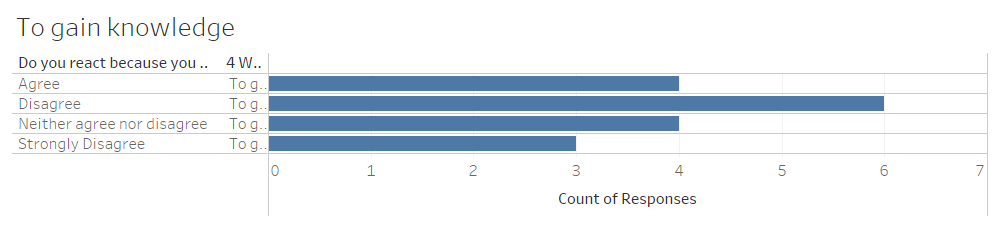 To gain knowledge
Do you react because you .. 4 W..
Agree To g..
Disagree To g..
Neither agree nor disagree To g..
Strongly Disagree To g..
0 1 2 3 4 5 6 7
Count of Responses